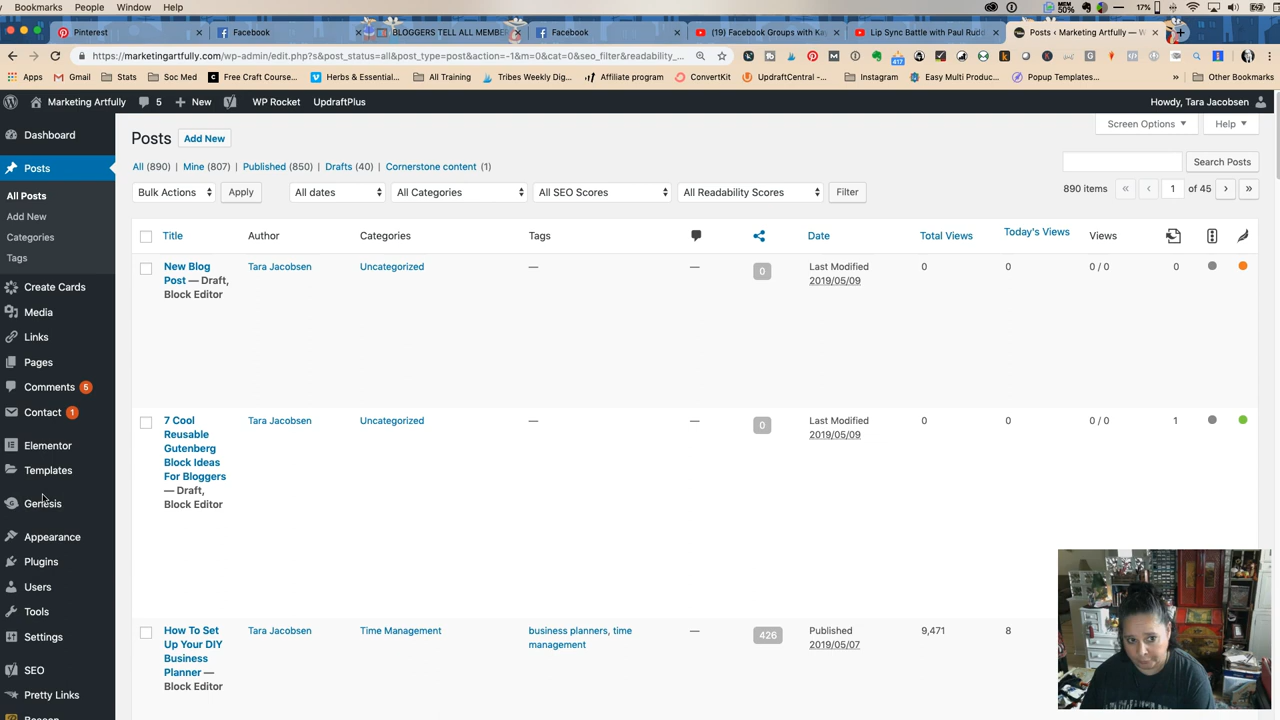 Bookmarks People Window Help
MEM 50% 17%
Pinterest
Facebook
BLOGGERS TELL ALL MEMBE
Facebook
(19) Facebook Groups with Ka
Lip Sync Battle with Paul Rudd
Posts ‹ Marketing Artfully — W
https://marketingartfully.com/wp-admin/edit.php?s&post_status=all&post_type=post&action=-1&m=0&cat=0&seo_filter&readability_...
417
Apps
Gmail
Stats
Soc Med
Free Craft Course...
Herbs & Essential...
All Training
Tribes Weekly Dig...
Affiliate program
ConvertKit
UpdraftCentral -...
Instagram
Easy Multi Produc...
Popup Templates...
»
Other Bookmarks
Marketing Artfully
5
New
WP Rocket
UpdraftPlus
Howdy, Tara Jacobsen
Dashboard
Posts
All Posts
Add New
Categories
Tags
Create Cards
Media
Links
Pages
Comments 5
Contact 1
Elementor
Templates
Genesis
Appearance
Plugins
Users
Tools
Settings
SEO
Pretty Links
Screen Options
Help
Posts Add New
All (890) | Mine (807) | Published (850) | Drafts (40) | Cornerstone content (1)
Search Posts
Bulk Actions Apply All dates All Categories All SEO Scores All Readability Scores Filter
890 items « ‹ 1 of 45 › »
Title Author Categories Tags Date Total Views Today's Views Views
New Blog Post — Draft, Block Editor
Tara Jacobsen
Uncategorized
—
—
0
Last Modified
2019/05/09
0
0
0 / 0
0
7 Cool Reusable Gutenberg Block Ideas For Bloggers — Draft, Block Editor
Tara Jacobsen
Uncategorized
—
—
0
Last Modified
2019/05/09
0
0
0 / 0
1
How To Set Up Your DIY Business Planner — Block Editor
Tara Jacobsen
Time Management
business planners, time management
—
426
Published
2019/05/07
9,471
8